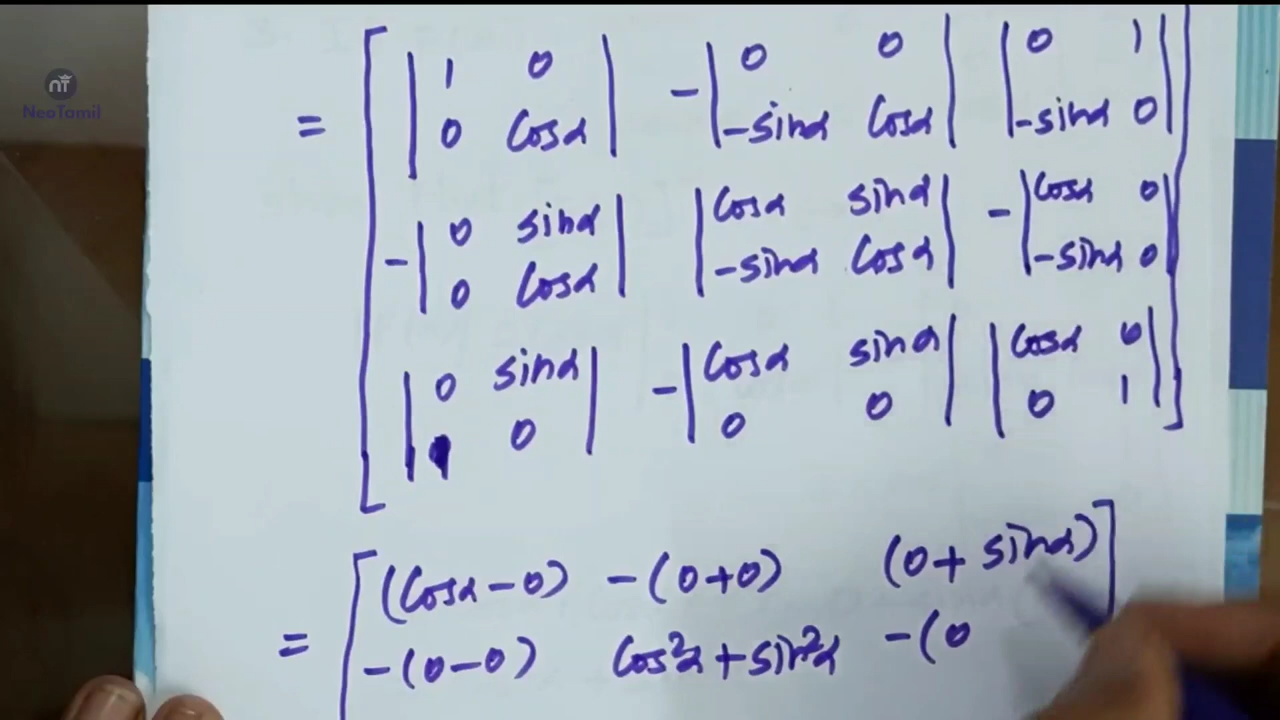 NeoTamil
= [ | 1 0 | -| 0 0 | | 0 1 |
| 0 cosα | |-sinα cosα | |-sinα 0 |
-| 0 sinα | | cosα sinα | -| cosα 0 |
| 0 cosα | |-sinα cosα | |-sinα 0 |
| 0 sinα | -| cosα sinα | | cosα 0 |
| 1 0 | | 0 0 | | 0 1 | ]
= [ (cosα-0) -(0+0) (0+sinα) ]
-(0-0) cos²α+sin²α -(0